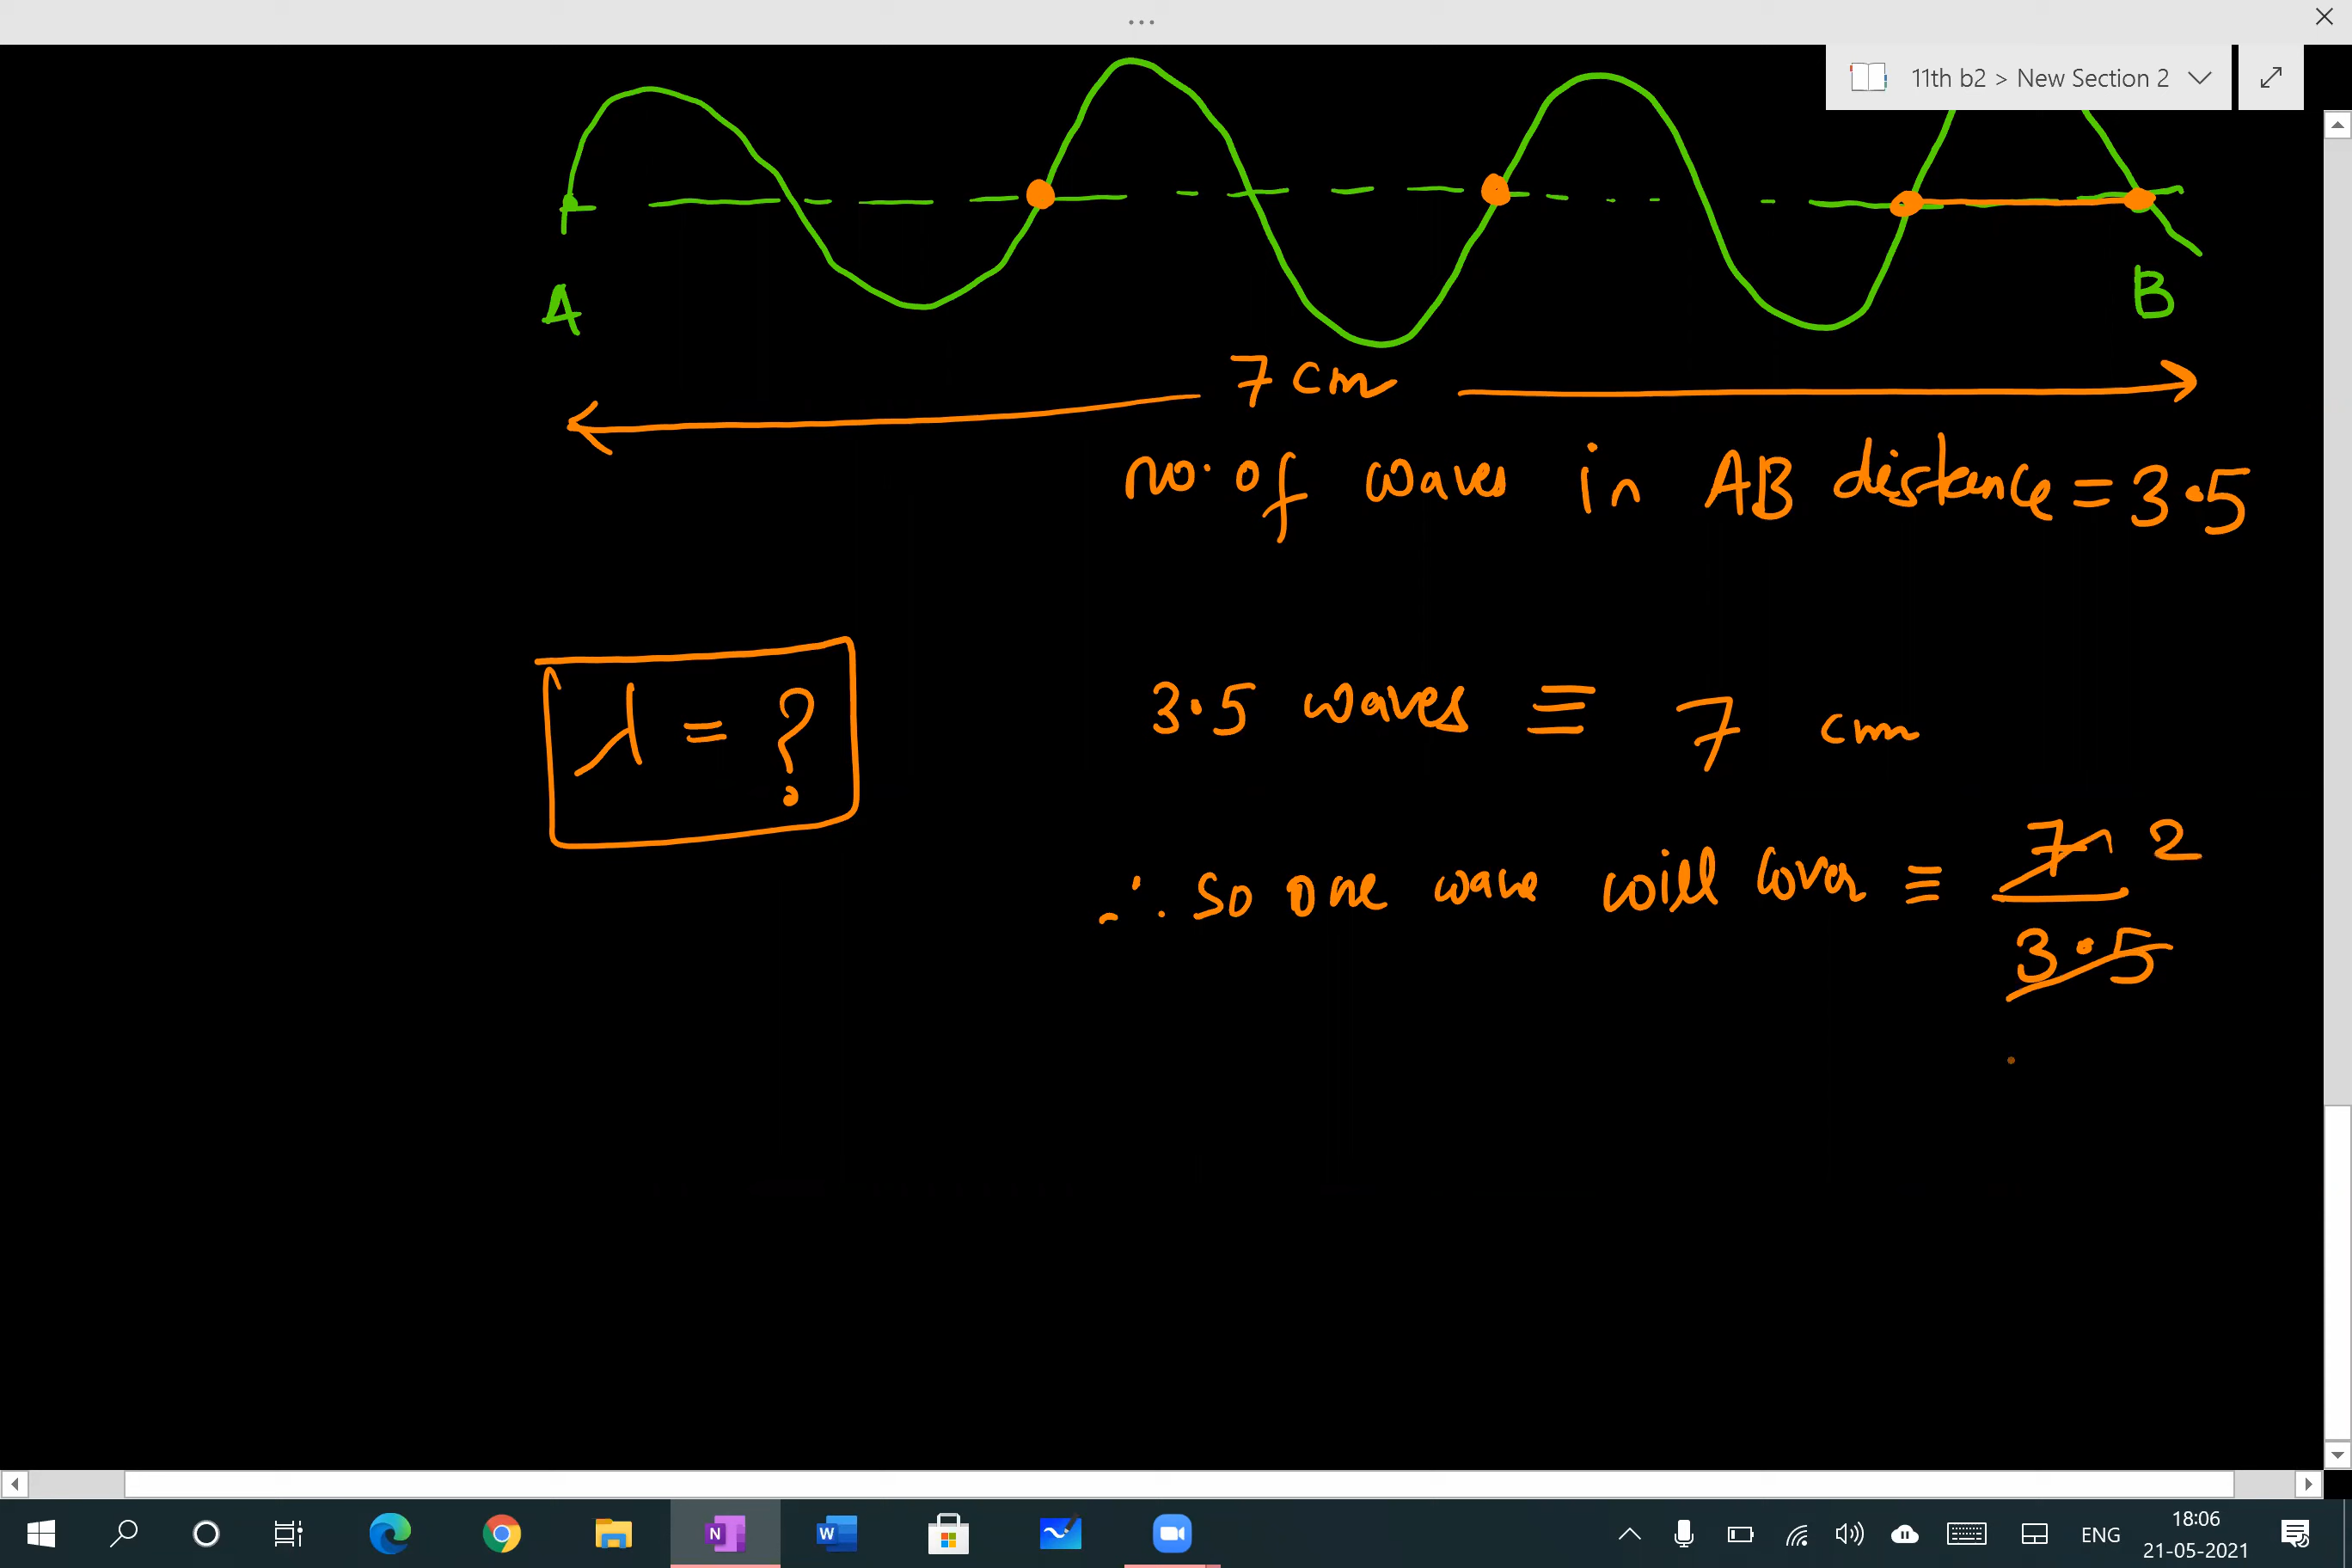 11th b2 > New Section 2
A
B
7 cm
no. of waves in AB distance = 3.5
λ = ?
3.5 waves ≡ 7 cm
∴ so one wave will cover ≡ 7 2
3.5
ENG
18:06
21-05-2021